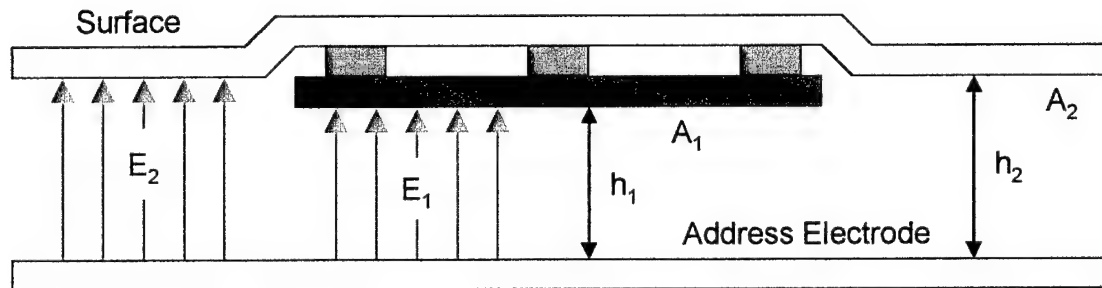 Surface
A₂
E₂
E₁
A₁
h₁
h₂
Address Electrode